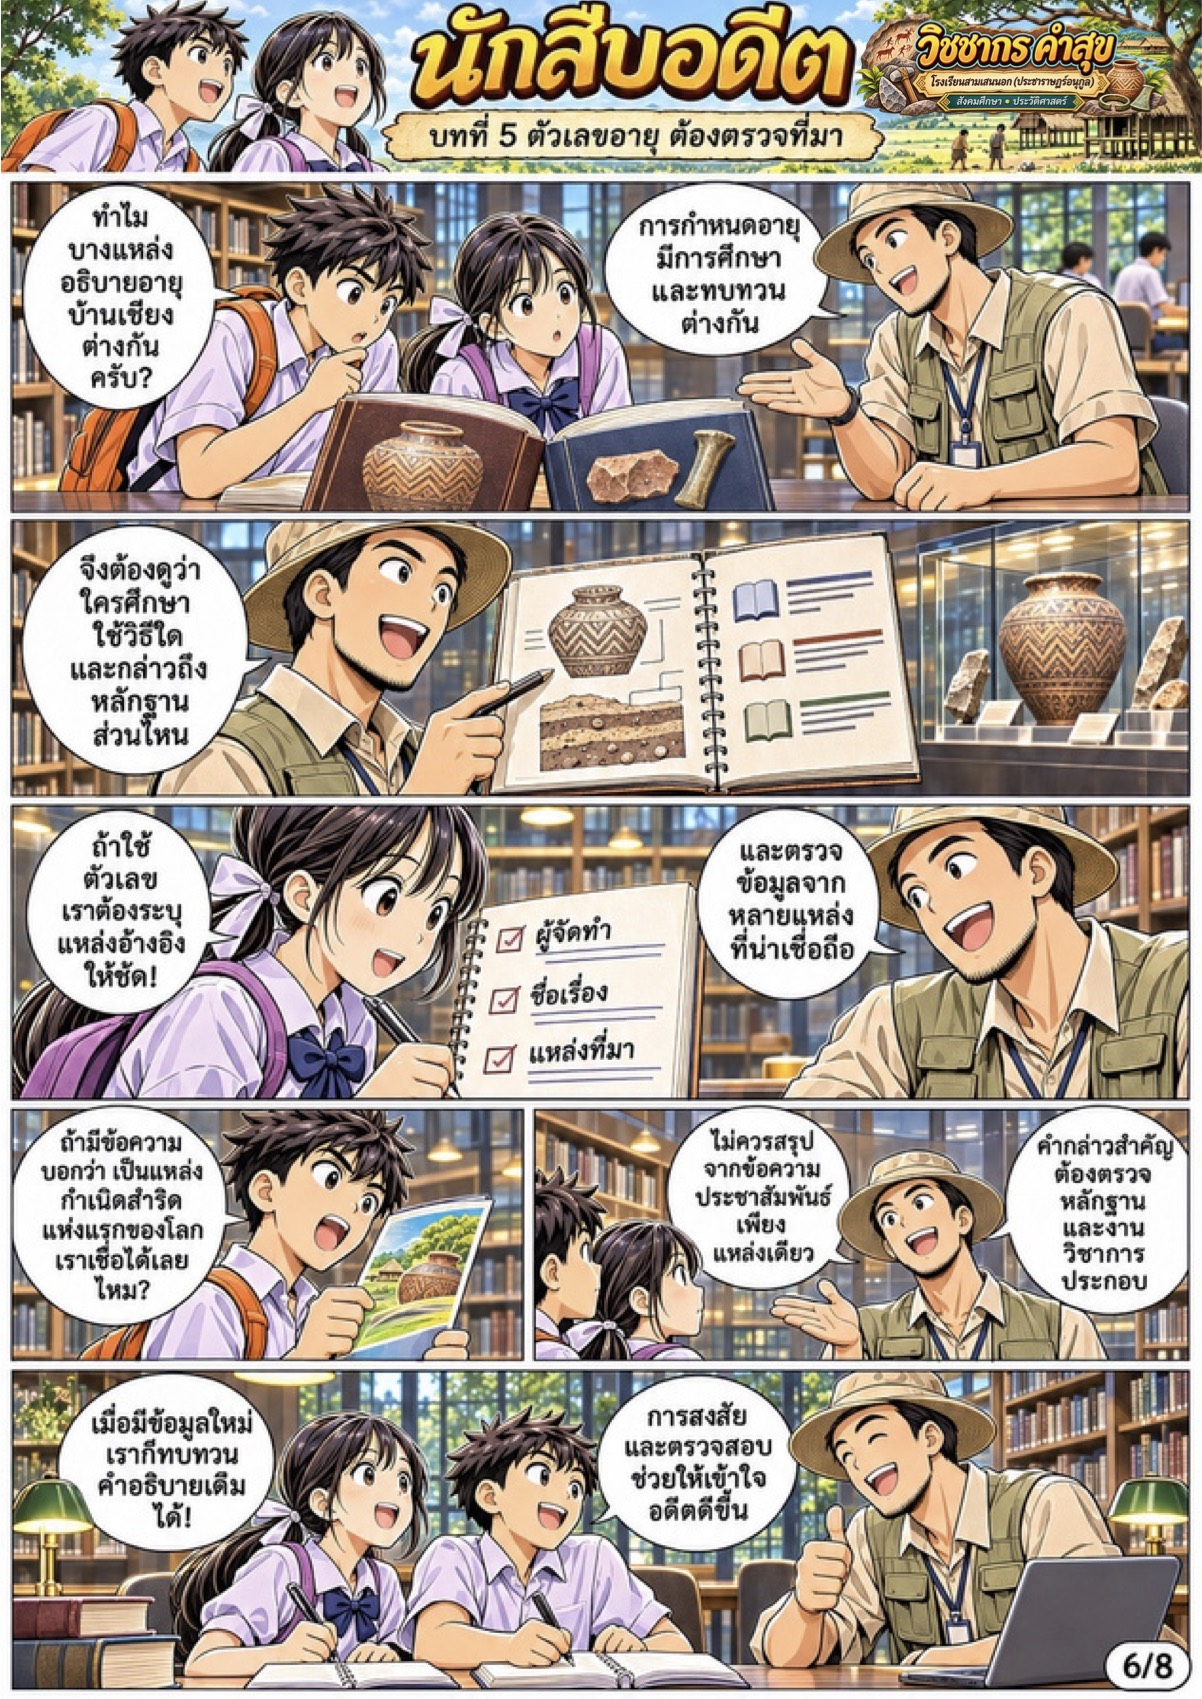 นักสืบอดีต
บทที่ 5 ตัวเลขอายุ ต้องตรวจที่มา
วิชชากร คำสุข
โรงเรียนสามเสนนอก (ประชาราษฎร์อนุกูล)
สังคมศึกษา • ประวัติศาสตร์
ทำไม
บางแหล่ง
อธิบายอายุ
บ้านเชียง
ต่างกัน
ครับ?
การกำหนดอายุ
มีการศึกษา
และทบทวน
ต่างกัน
จึงต้องดูว่า
ใครศึกษา
ใช้วิธีใด
และกล่าวถึง
หลักฐาน
ส่วนไหน
ถ้าใช้
ตัวเลข
เราต้องระบุ
แหล่งอ้างอิง
ให้ชัด!
ผู้จัดทำ
ชื่อเรื่อง
แหล่งที่มา
และตรวจ
ข้อมูลจาก
หลายแหล่ง
ที่น่าเชื่อถือ
ถ้ามีข้อความ
บอกว่า เป็นแหล่ง
กำเนิดสำริด
แห่งแรกของโลก
เราเชื่อได้เลย
ไหม?
ไม่ควรสรุป
จากข้อความ
ประชาสัมพันธ์
เพียง
แหล่งเดียว
คำกล่าวสำคัญ
ต้องตรวจ
หลักฐาน
และงาน
วิชาการ
ประกอบ
เมื่อมีข้อมูลใหม่
เราก็ทบทวน
คำอธิบายเดิม
ได้!
การสงสัย
และตรวจสอบ
ช่วยให้เข้าใจ
อดีตดีขึ้น
6/8